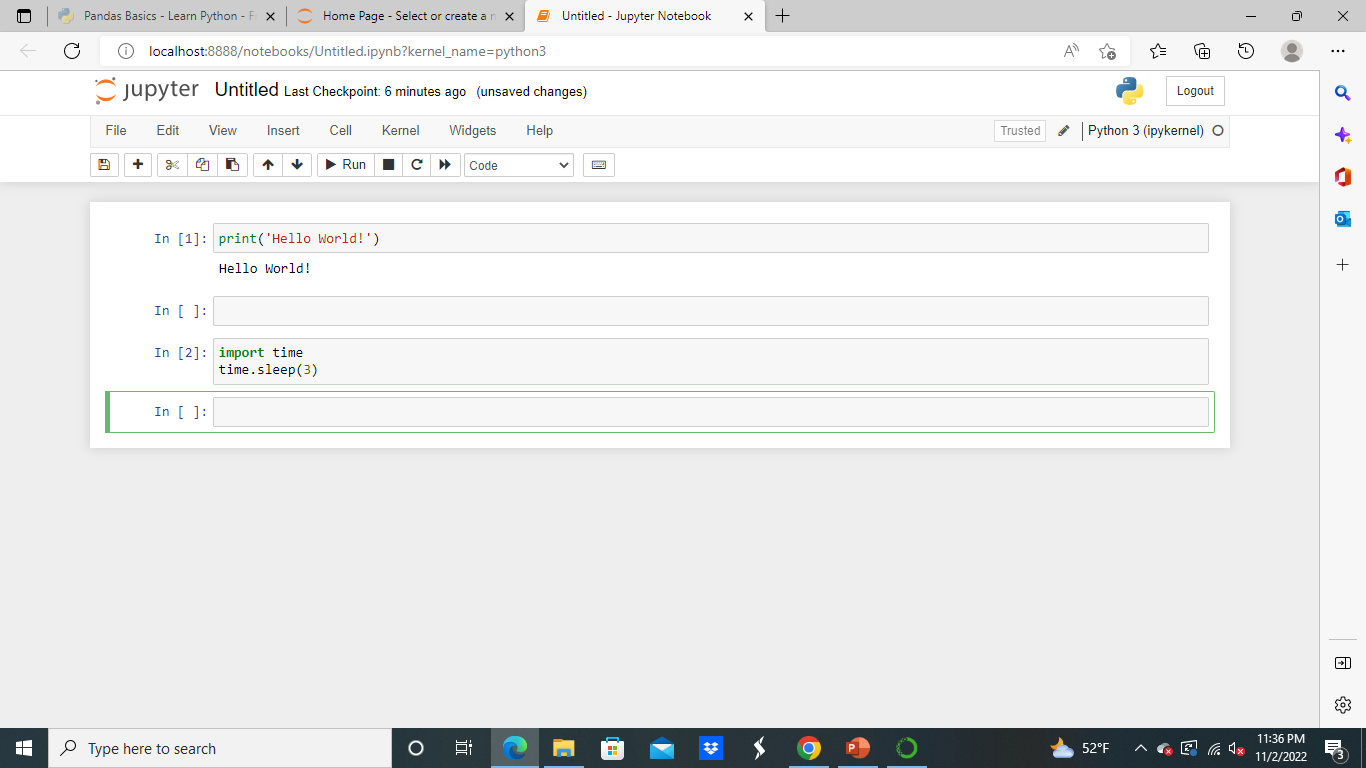 Pandas Basics - Learn Python - F
Home Page - Select or create a n
Untitled - Jupyter Notebook
localhost:8888/notebooks/Untitled.ipynb?kernel_name=python3
jupyter Untitled Last Checkpoint: 6 minutes ago (unsaved changes)
Logout
File Edit View Insert Cell Kernel Widgets Help
Trusted Python 3 (ipykernel)
Run Code
In [1]: print('Hello World!')
Hello World!
In [ ]:
In [2]: import time
time.sleep(3)
In [ ]:
Type here to search
52°F
11:36 PM
11/2/2022
3